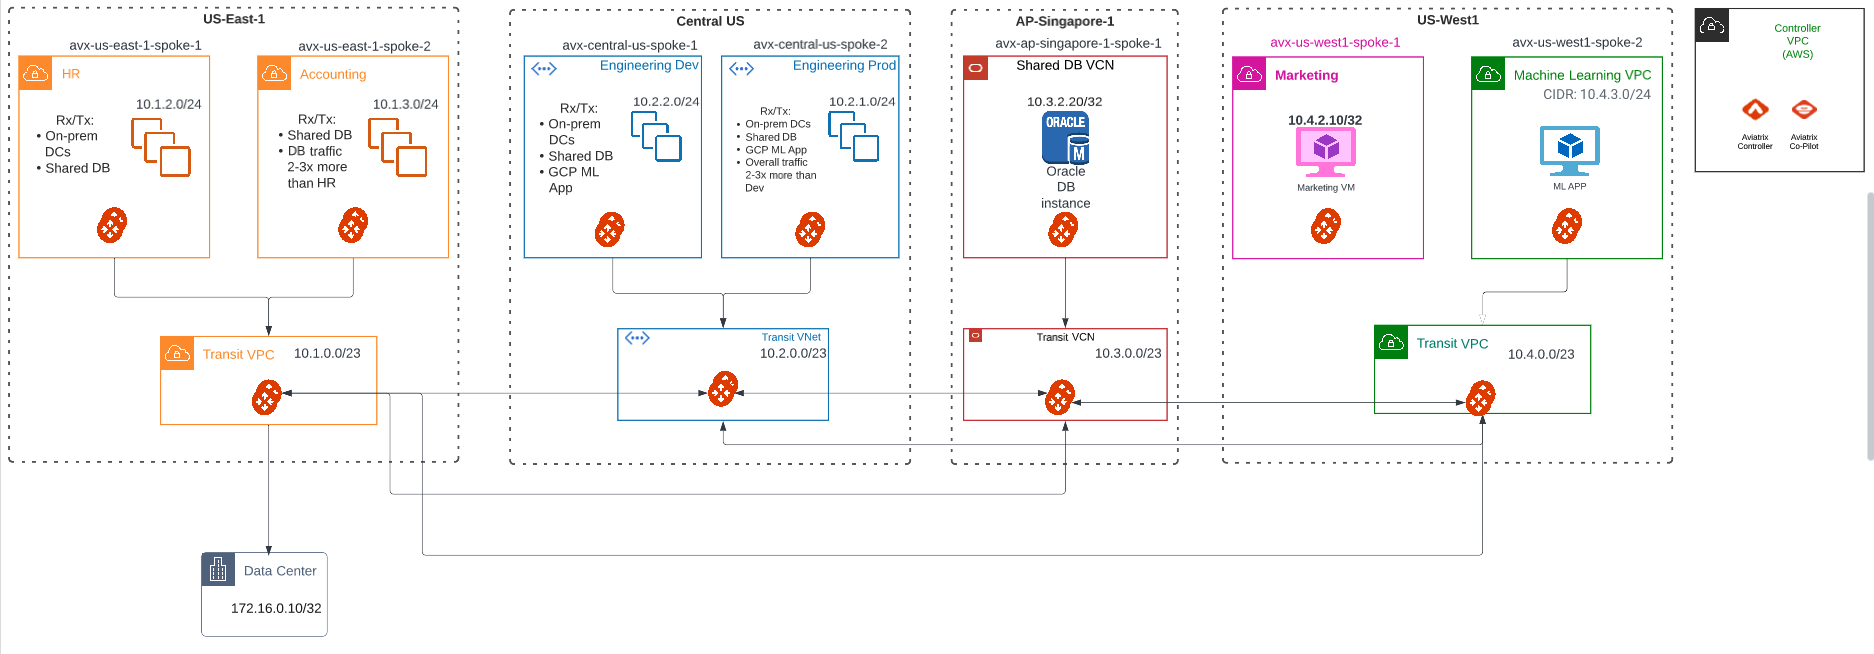 US-East-1
avx-us-east-1-spoke-1
avx-us-east-1-spoke-2
HR
10.1.2.0/24
Rx/Tx:
• On-prem
DCs
• Shared DB
Accounting
10.1.3.0/24
Rx/Tx:
• Shared DB
• DB traffic
2-3x more
than HR
Transit VPC
10.1.0.0/23
Data Center
172.16.0.10/32
Central US
avx-central-us-spoke-1
avx-central-us-spoke-2
Engineering Dev
10.2.2.0/24
Rx/Tx:
• On-prem
DCs
• Shared DB
• GCP ML
App
Engineering Prod
10.2.1.0/24
Rx/Tx:
• On-prem DCs
• Shared DB
• GCP ML App
• Overall traffic
2-3x more than
Dev
Transit VNet
10.2.0.0/23
AP-Singapore-1
avx-ap-singapore-1-spoke-1
Shared DB VCN
10.3.2.20/32
ORACLE
M
Oracle
DB
instance
Transit VCN
10.3.0.0/23
US-West1
avx-us-west1-spoke-1
avx-us-west1-spoke-2
Marketing
10.4.2.10/32
Marketing VM
Machine Learning VPC
CIDR: 10.4.3.0/24
ML APP
Transit VPC
10.4.0.0/23
Controller
VPC
(AWS)
Aviatrix
Controller
Aviatrix
Co-Pilot